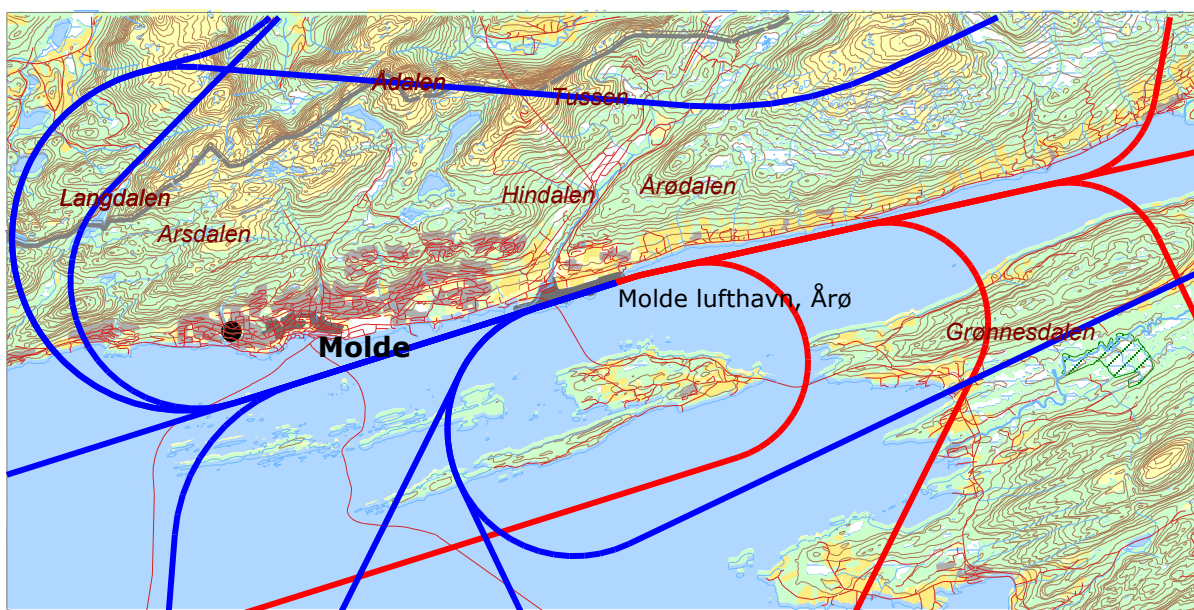 Ådalen
Tussen
Langdalen
Hindalen
Årødalen
Arsdalen
Molde lufthavn, Årø
Grønnesdalen
Molde